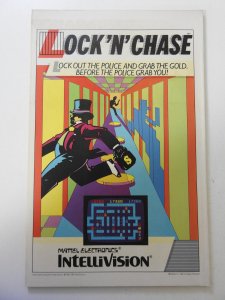 LOCK'N'CHASE
LOCK OUT THE POLICE AND GRAB THE GOLD.
BEFORE THE POLICE GRAB YOU!
MATTEL ELECTRONICS®
INTELLIVISION